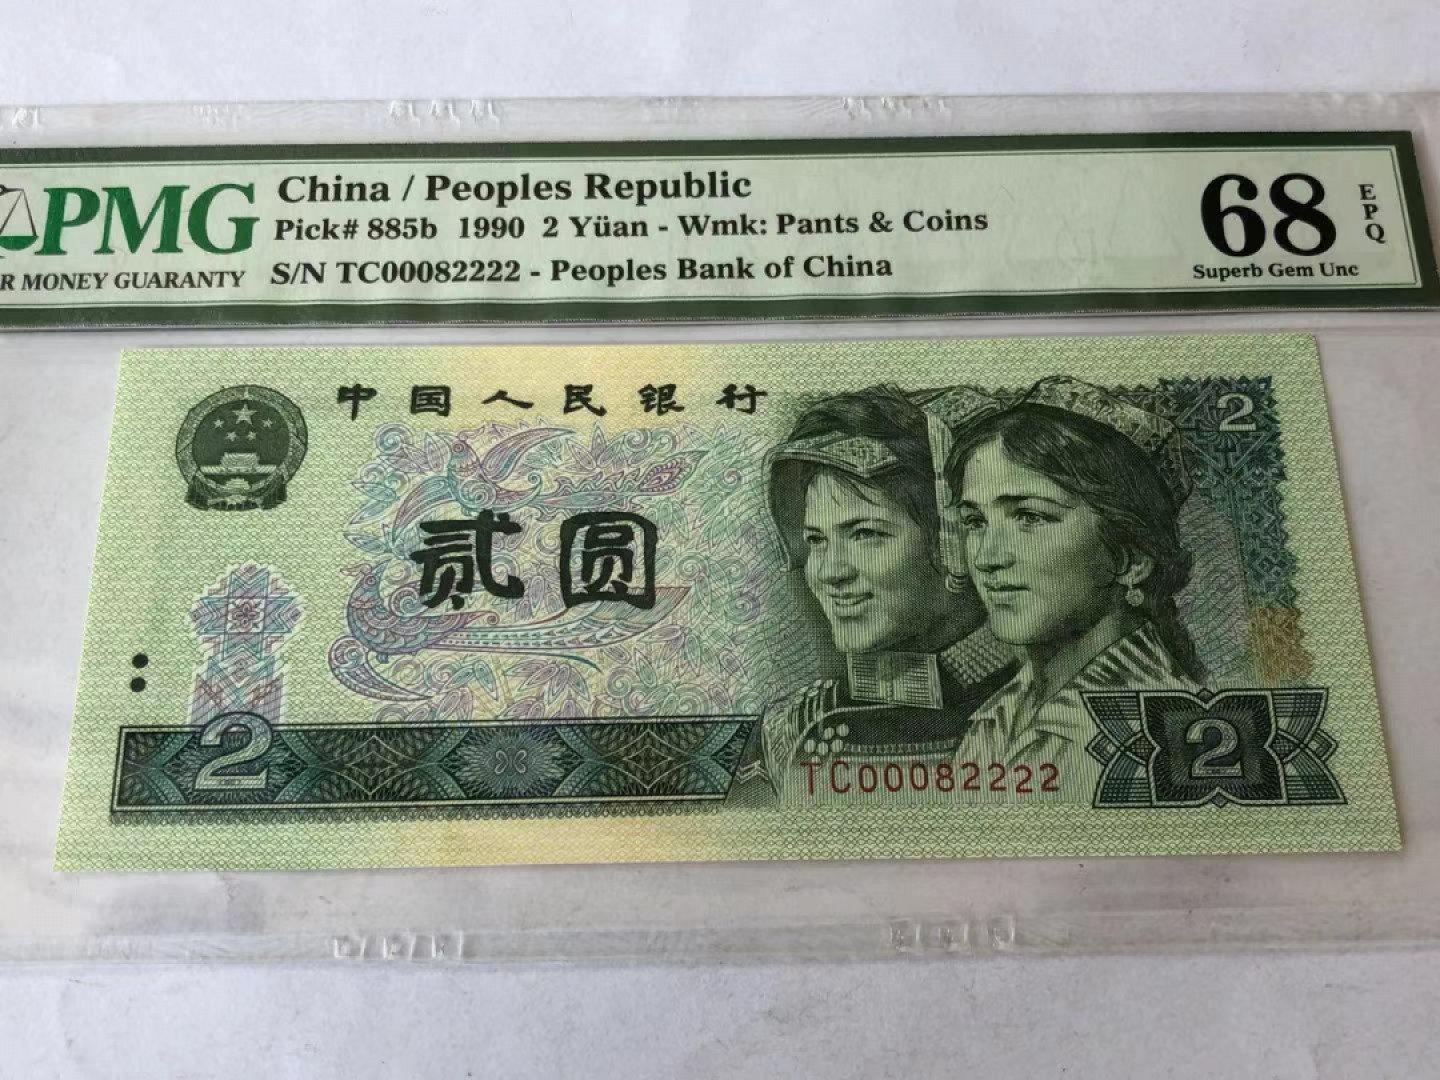 PMG
China / Peoples Republic
Pick# 885b 1990 2 Yüan - Wmk: Pants & Coins
S/N TC00082222 - Peoples Bank of China
R MONEY GUARANTY
68
EPQ
Superb Gem Unc
中国人民银行
2
贰圆
2
2
TC00082222